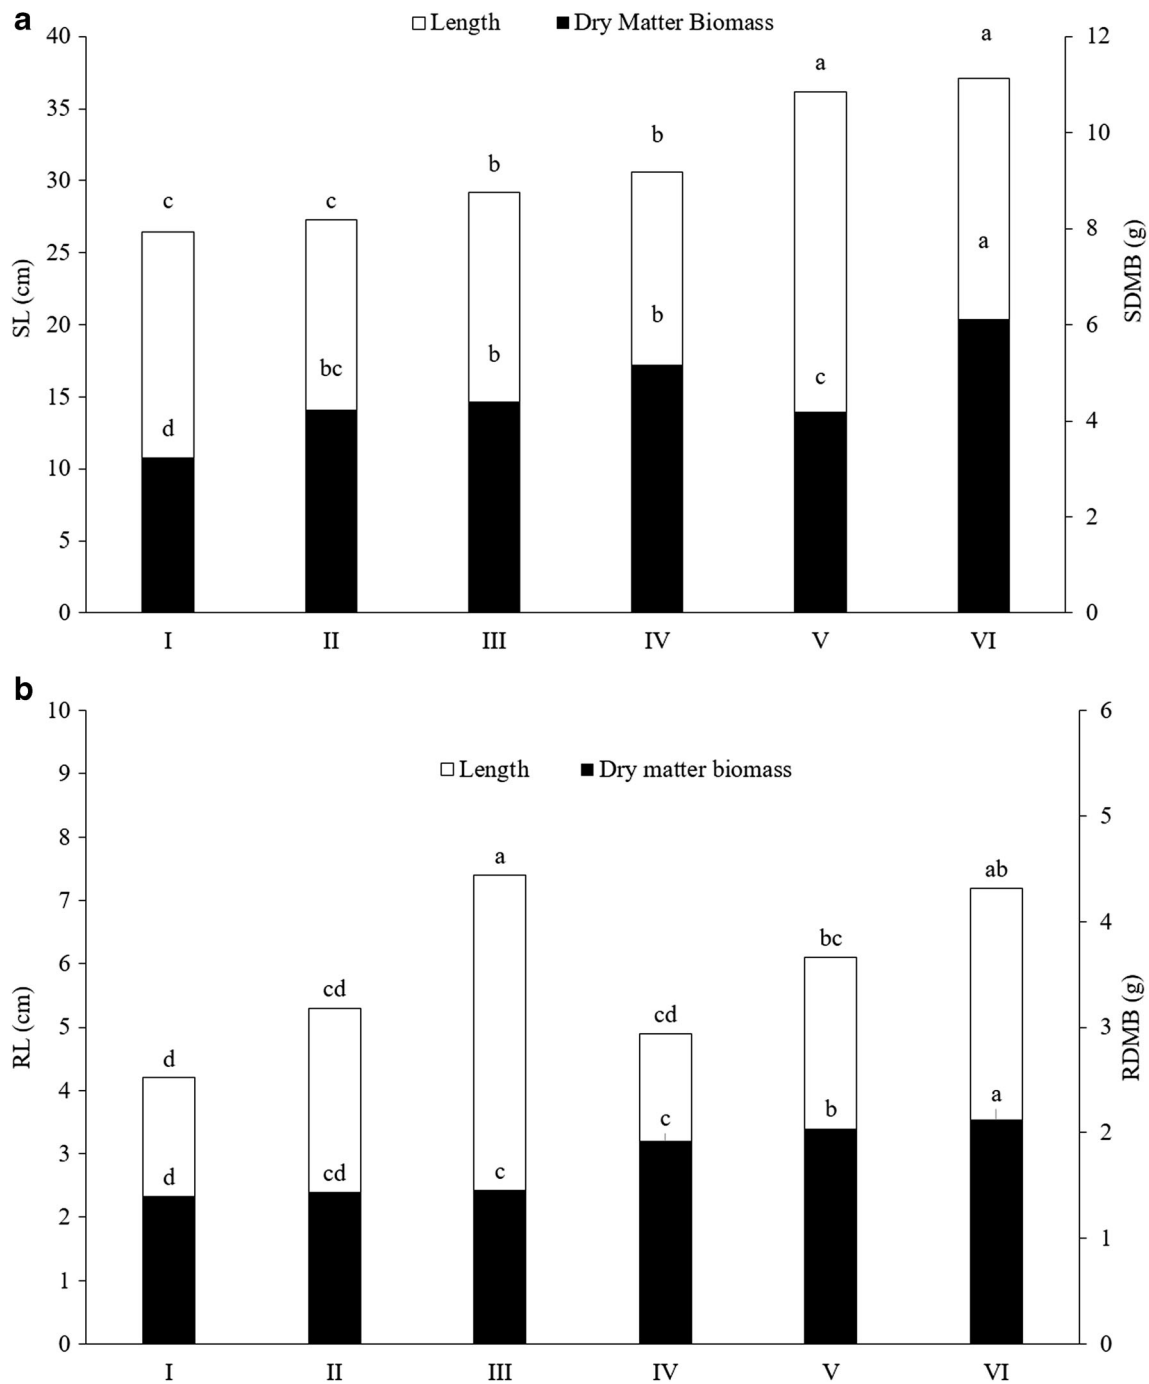 a
Length Dry Matter Biomass
40 12
35
10
30
8
25
20 6
15
4
10
2
5
0 0
SL (cm)
SDMB (g)
c c b b a a
d bc b b c a
I II III IV V VI
b
Length Dry matter biomass
10 6
9
8 5
7
4
6
5 3
4
3 2
2
1
1
0 0
RL (cm)
RDMB (g)
d cd a cd bc ab
d cd c c b a
I II III IV V VI